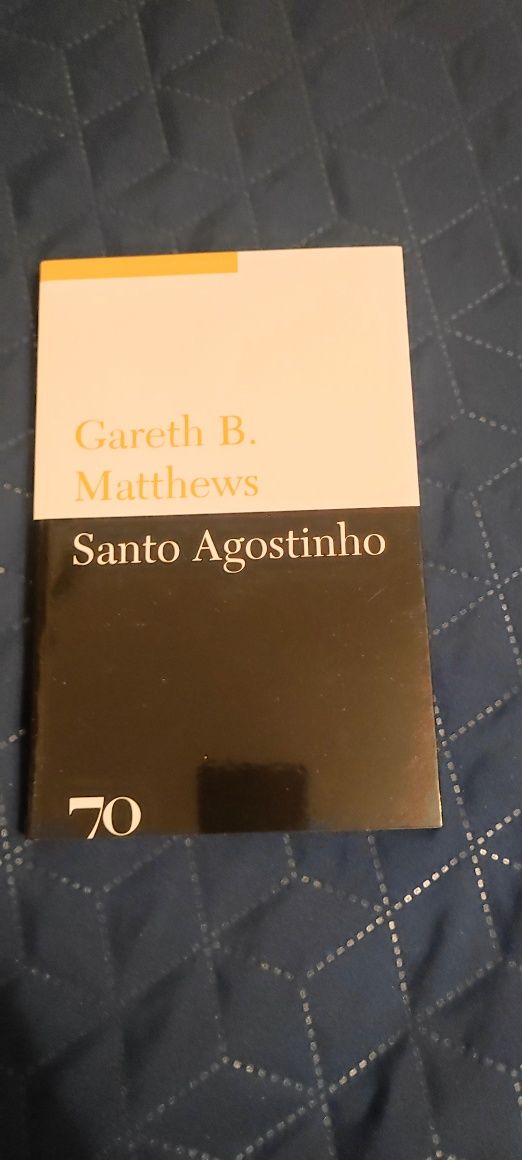 Gareth B.
Matthews
Santo Agostinho
70